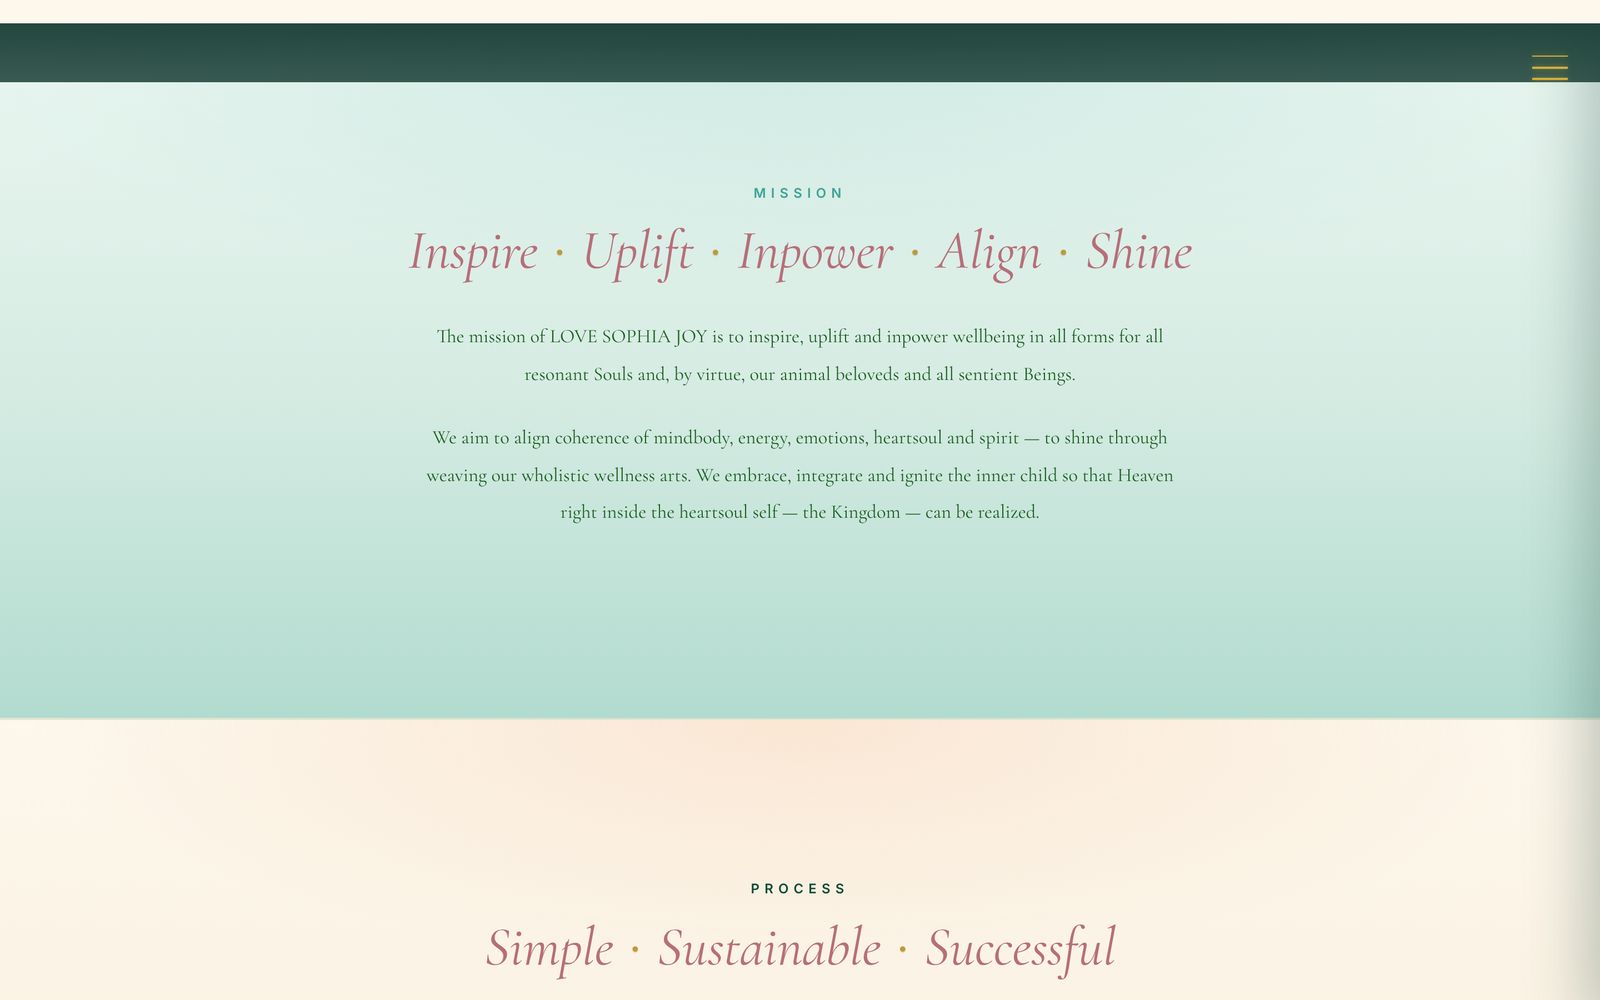 MISSION
Inspire · Uplift · Inpower · Align · Shine
The mission of LOVE SOPHIA JOY is to inspire, uplift and inpower wellbeing in all forms for all
resonant Souls and, by virtue, our animal beloveds and all sentient Beings.
We aim to align coherence of mindbody, energy, emotions, heartsoul and spirit — to shine through
weaving our wholistic wellness arts. We embrace, integrate and ignite the inner child so that Heaven
right inside the heartsoul self — the Kingdom — can be realized.
PROCESS
Simple · Sustainable · Successful